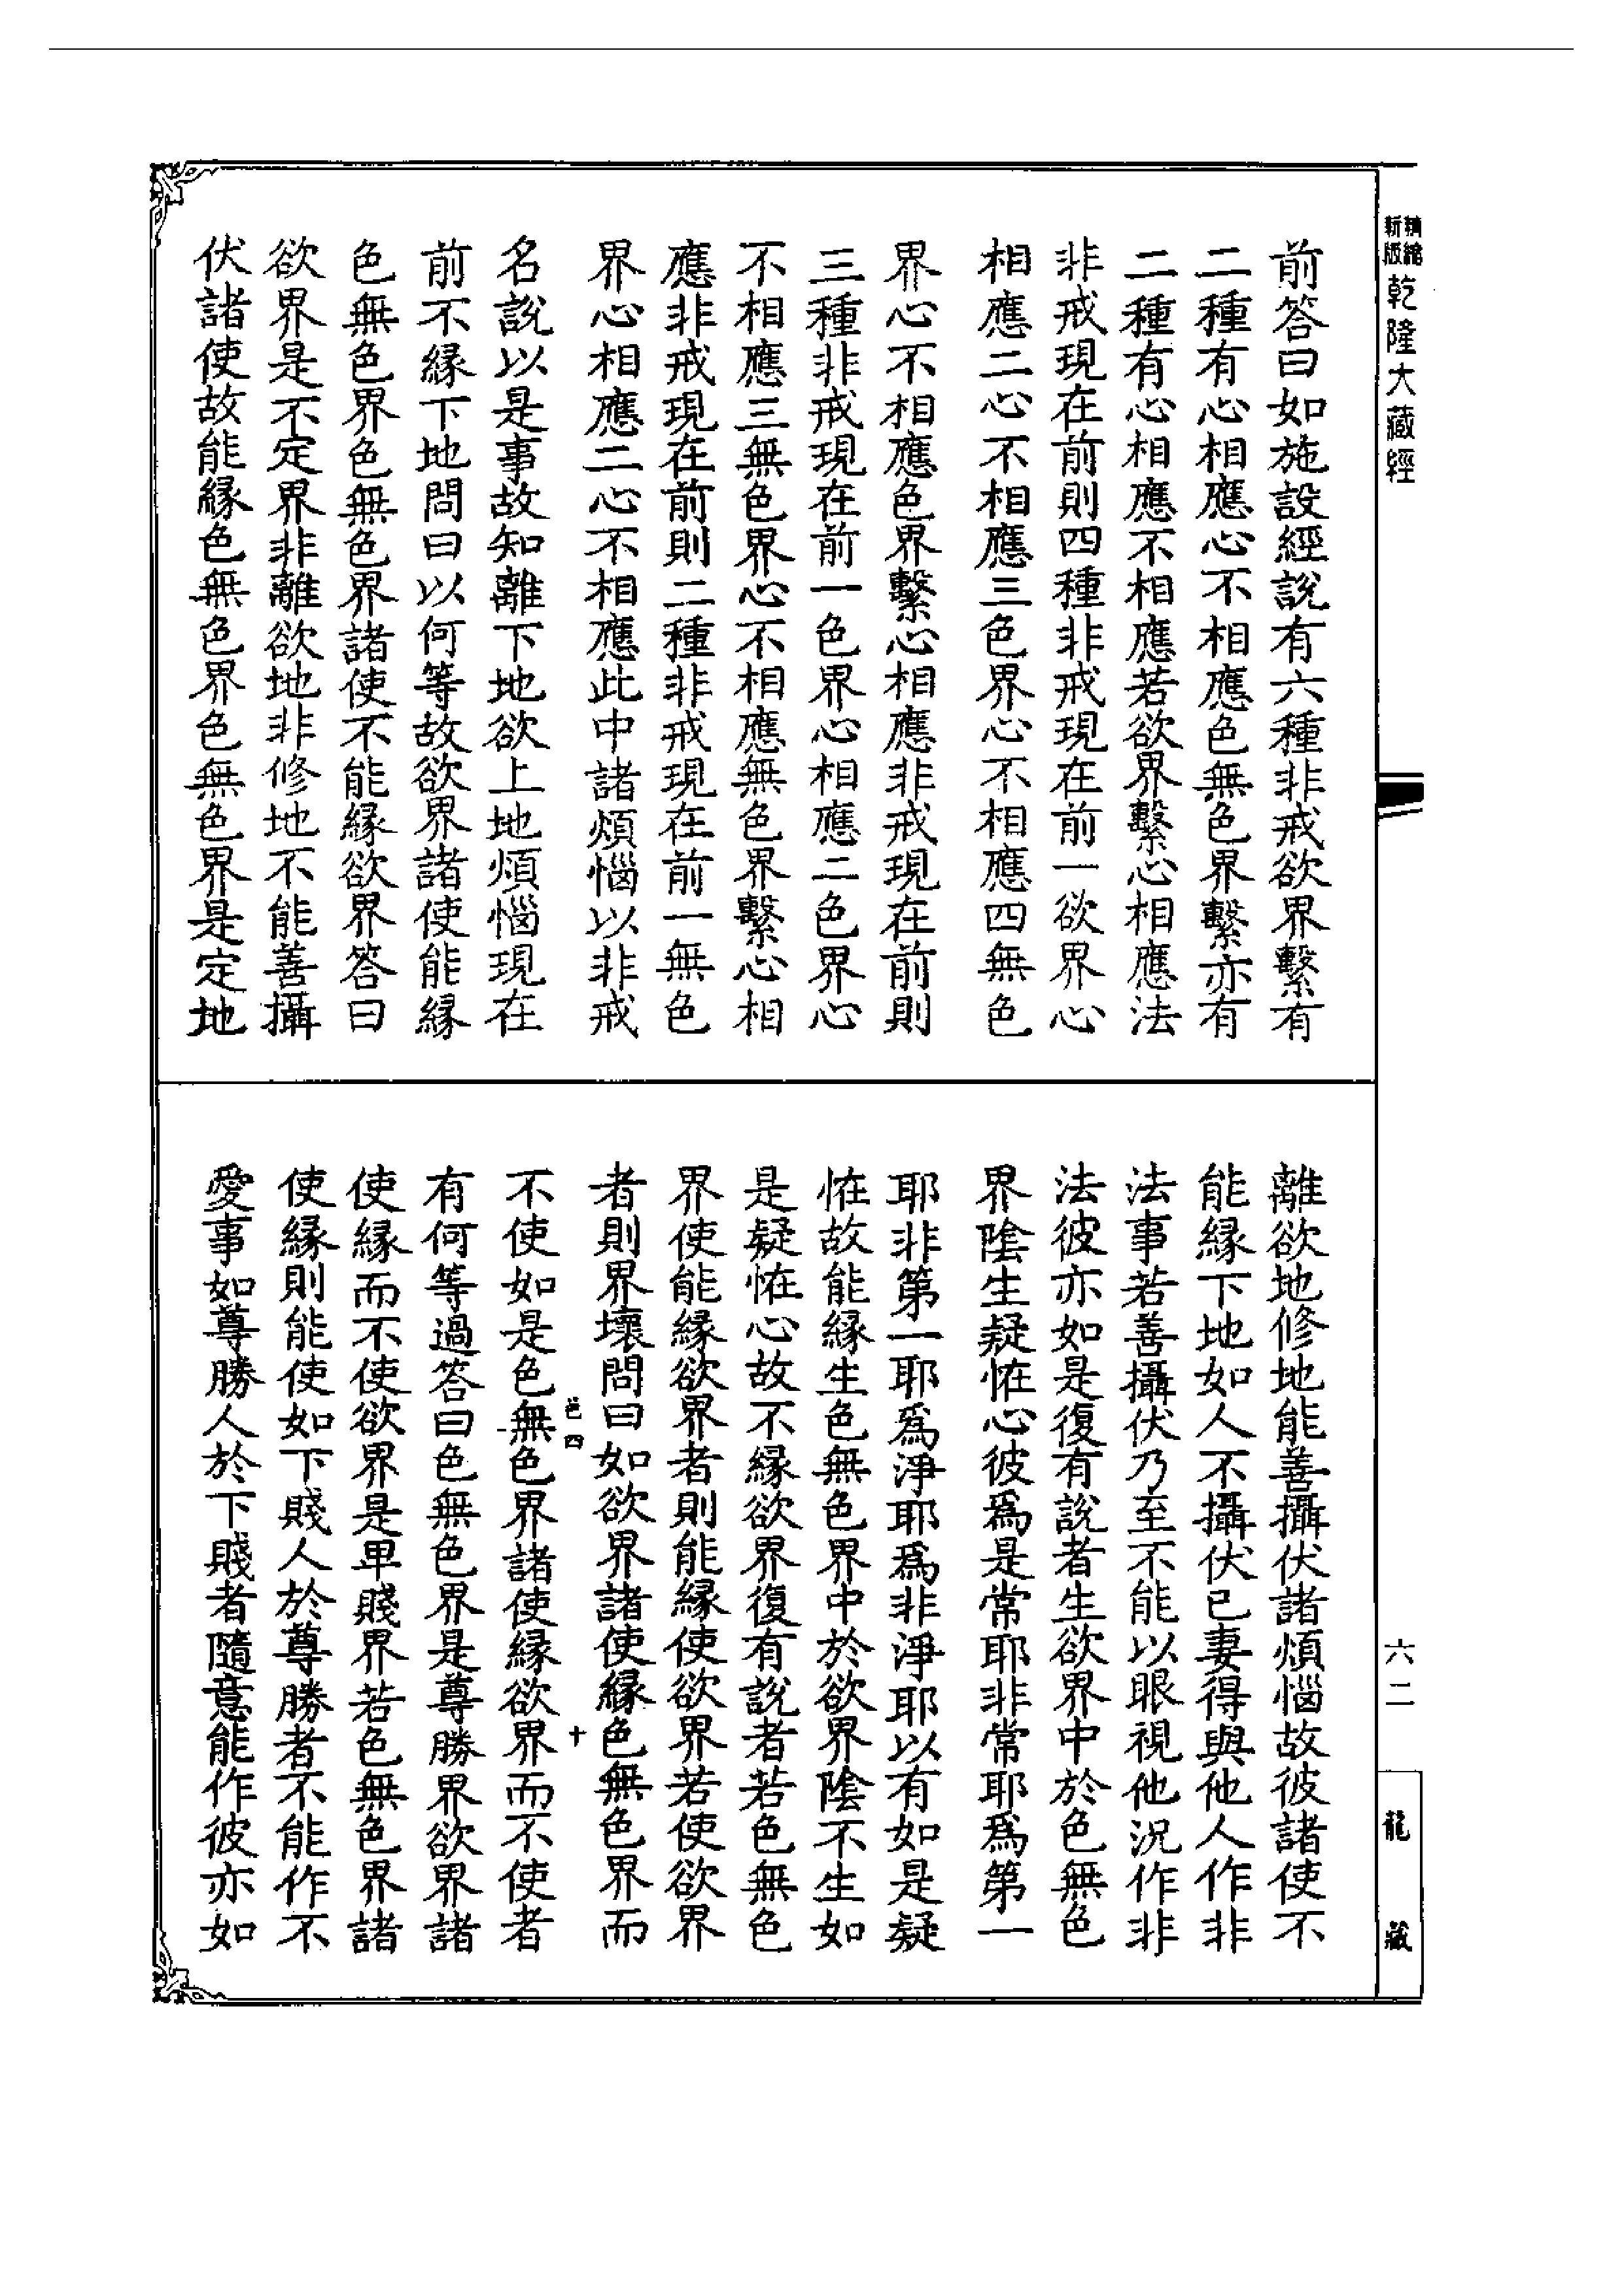 新版
精縮
乾隆大藏經
六二
龍藏
前答曰如施設經說有六種非戒欲界繫有
二種有心相應心不相應色無色界繫亦有
二種有心相應不相應若欲界繫心相應法
非戒現在前則四種非戒現在前一欲界心
相應二心不相應三色界心不相應四無色
界心不相應色界繫心相應非戒現在前則
三種非戒現在前一色界心相應二色界心
不相應三無色界心不相應無色界繫心相
應非戒現在前則二種非戒現在前一無色
界心相應二心不相應此中諸煩惱以非戒
名說以是事故知離下地欲上地煩惱現在
前不緣下地問曰以何等故欲界諸使能緣
色無色界色無色界諸使不能緣欲界答曰
欲界是不定界非離欲地非修地不能善攝
伏諸使故能緣色無色界色無色界是定地
離欲地修地能善攝伏諸煩惱故彼諸使不
能緣下地如人不攝伏已妻得與他人作非
法事若善攝伏乃至不能以眼視他況作非
法彼亦如是復有說者生欲界中於色無色
界陰生疑恠心彼為是常耶非常耶為第一
耶非第一耶為淨耶為非淨耶以有如是疑
恠故能緣生色無色界中於欲界陰不生如
是疑恠心故不緣欲界復有說者若色無色
界使能緣欲界者則能緣使欲界若使欲界
者則界壞問曰如欲界諸使緣色無色界而
邑四
十
不使如是色無色界諸使緣欲界而不使者
有何等過答曰色無色界是尊勝界欲界諸
使緣而不使欲界是卑賤界若色無色界諸
使緣則能使如下賤人於尊勝者不能作不
愛事如尊勝人於下賤者隨意能作彼亦如